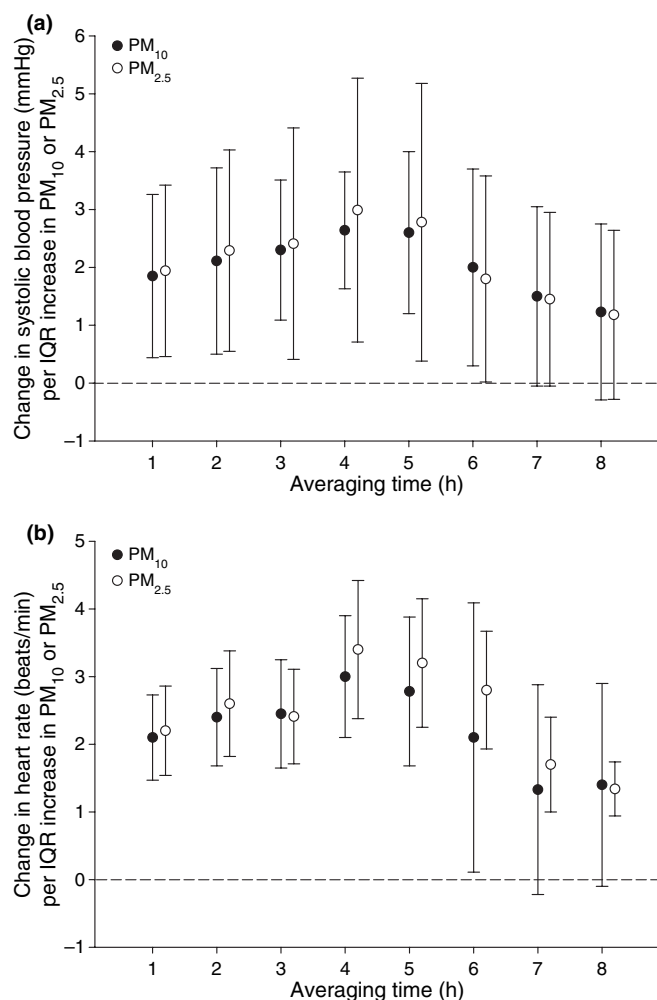 (a)
6
5
4
3
2
1
0
–1
Change in systolic blood pressure (mmHg)
per IQR increase in PM10 or PM2.5
PM10
PM2.5
1 2 3 4 5 6 7 8
Averaging time (h)
(b)
5
4
3
2
1
0
–1
Change in heart rate (beats/min)
per IQR increase in PM10 or PM2.5
PM10
PM2.5
1 2 3 4 5 6 7 8
Averaging time (h)